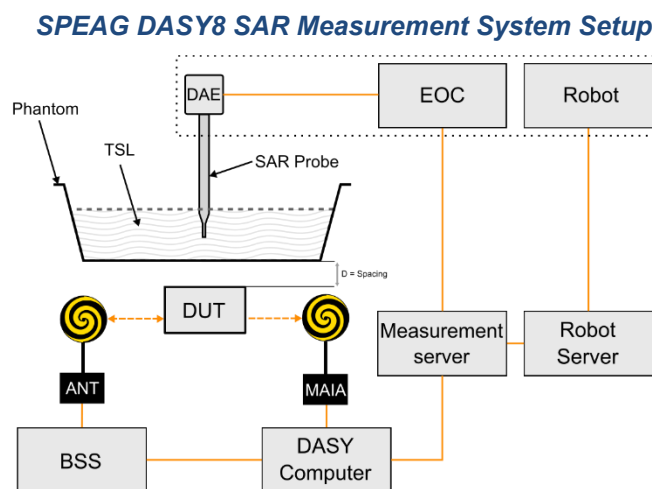 SPEAG DASY8 SAR Measurement System Setup
DAE
EOC
Robot
Phantom
TSL
SAR Probe
D = Spacing
DUT
Measurement
server
Robot
Server
ANT
MAIA
BSS
DASY
Computer